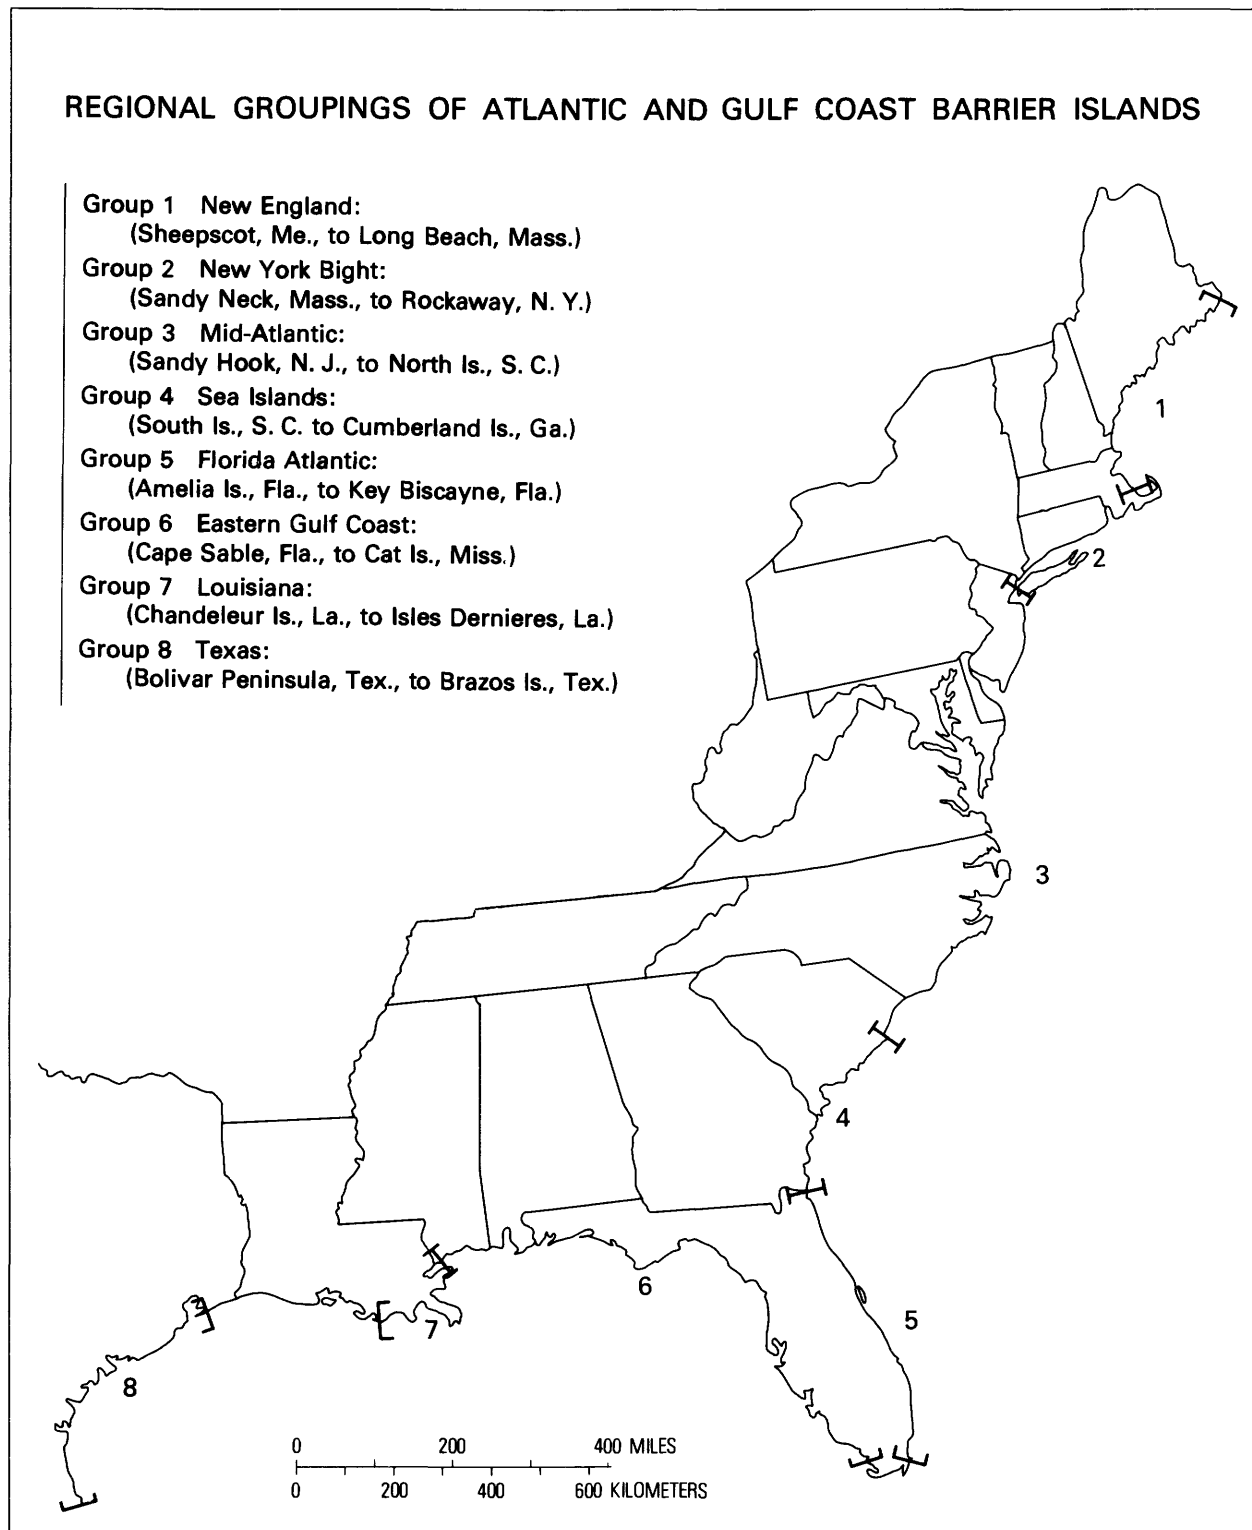 REGIONAL GROUPINGS OF ATLANTIC AND GULF COAST BARRIER ISLANDS
Group 1 New England:
(Sheepscot, Me., to Long Beach, Mass.)
Group 2 New York Bight:
(Sandy Neck, Mass., to Rockaway, N. Y.)
Group 3 Mid-Atlantic:
(Sandy Hook, N. J., to North Is., S. C.)
Group 4 Sea Islands:
(South Is., S. C. to Cumberland Is., Ga.)
Group 5 Florida Atlantic:
(Amelia Is., Fla., to Key Biscayne, Fla.)
Group 6 Eastern Gulf Coast:
(Cape Sable, Fla., to Cat Is., Miss.)
Group 7 Louisiana:
(Chandeleur Is., La., to Isles Dernieres, La.)
Group 8 Texas:
(Bolivar Peninsula, Tex., to Brazos Is., Tex.)
1
2
3
4
5
6
7
8
0 200 400 MILES
0 200 400 600 KILOMETERS